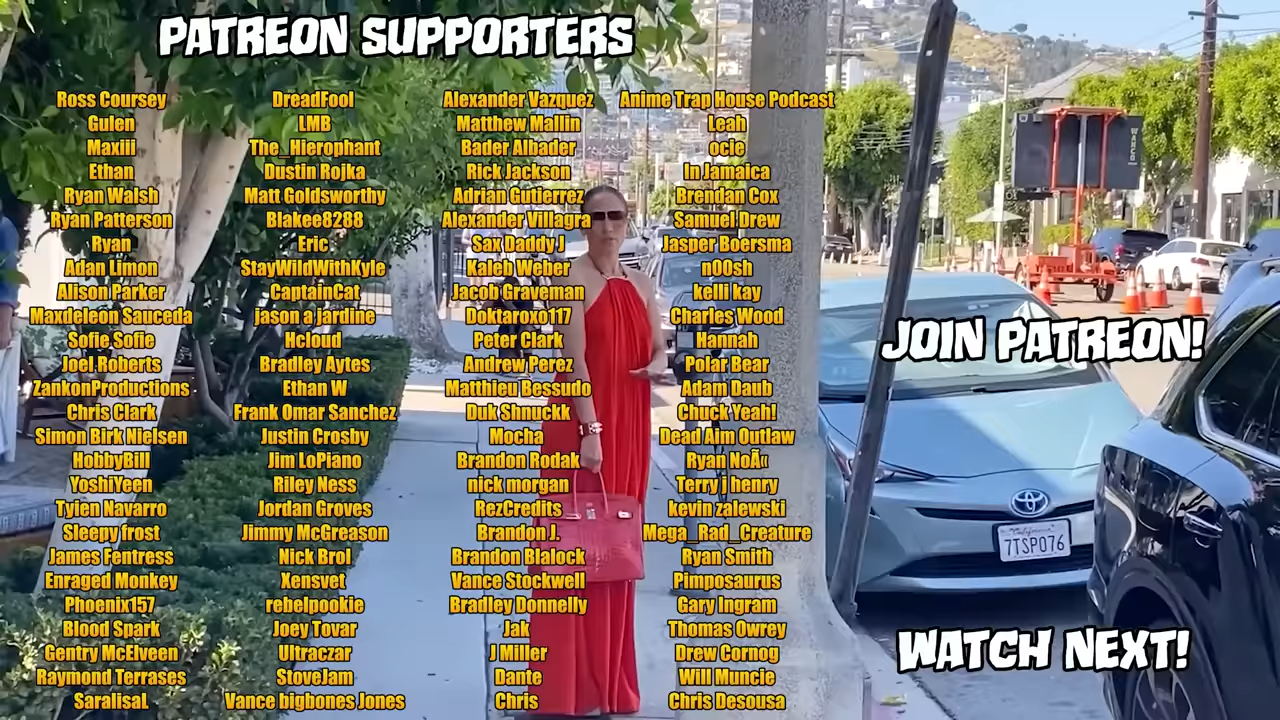 PATREON SUPPORTERS
Ross Coursey
Gulen
Maxiii
Ethan
Ryan Walsh
Ryan Patterson
Ryan
Adan Limon
Alison Parker
Maxdeleon Sauceda
Sofie Sofie
Joel Roberts
ZankonProductions
Chris Clark
Simon Birk Nielsen
HobbyBill
YoshiYeen
Tyien Navarro
Sleepy frost
James Fentress
Enraged Monkey
Phoenix157
Blood Spark
Gentry McElveen
Raymond Terrases
SaralisaL
DreadFool
LMB
The_Hierophant
Dustin Rojka
Matt Goldsworthy
Blakee8288
Eric
StayWildWithKyle
CaptainCat
jason a jardine
Hcloud
Bradley Aytes
Ethan W
Frank Omar Sanchez
Justin Crosby
Jim LoPiano
Riley Ness
Jordan Groves
Jimmy McGreason
Nick Brol
Xensvet
rebelpookie
Joey Tovar
Ultraczar
StoveJam
Vance bigbones Jones
Alexander Vazquez
Matthew Mallin
Bader Albader
Rick Jackson
Adrian Gutierrez
Alexander Villagra
Sax Daddy J
Kaleb Weber
Jacob Graveman
Doktaroxo117
Peter Clark
Andrew Perez
Matthieu Bessudo
Duk Shnuckk
Mocha
Brandon Rodak
nick morgan
RezCredits
Brandon J.
Brandon Blalock
Vance Stockwell
Bradley Donnelly
Jak
J Miller
Dante
Chris
Anime Trap House Podcast
Leah
ocie
In Jamaica
Brendan Cox
Samuel Drew
Jasper Boersma
n00sh
kelli kay
Charles Wood
Hannah
Polar Bear
Adam Daub
Chuck Yeah!
Dead Aim Outlaw
Ryan NoÃ«
Terry j henry
kevin zalewski
Mega_Rad_Creature
Ryan Smith
Pimposaurus
Gary Ingram
Thomas Owrey
Drew Cornog
Will Muncie
Chris Desousa
WANCO
JOIN PATREON!
California
7TSP076
WATCH NEXT!